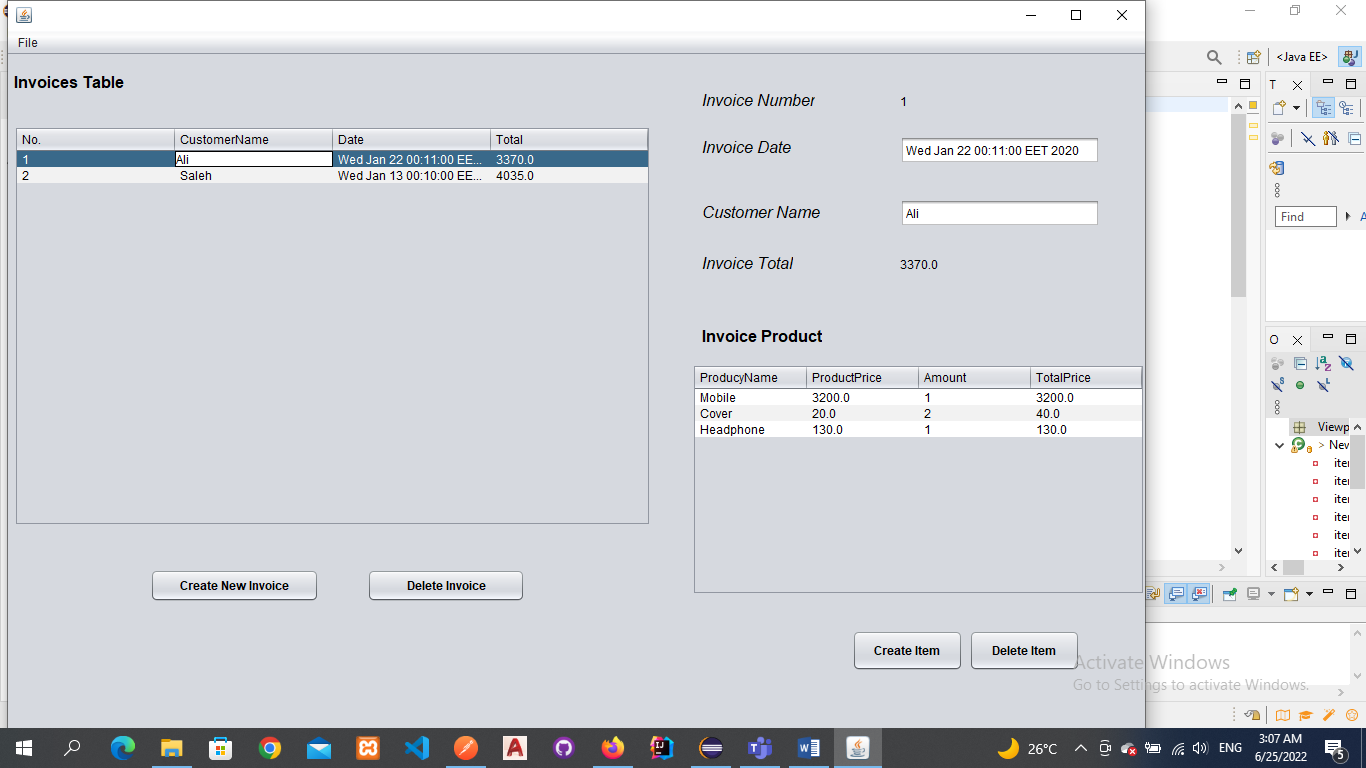 File
Invoices Table
No. CustomerName Date Total
1 Ali Wed Jan 22 00:11:00 EE... 3370.0
2 Saleh Wed Jan 13 00:10:00 EE... 4035.0
Create New Invoice Delete Invoice
Invoice Number 1
Invoice Date Wed Jan 22 00:11:00 EET 2020
Customer Name Ali
Invoice Total 3370.0
Invoice Product
ProducyName ProductPrice Amount TotalPrice
Mobile 3200.0 1 3200.0
Cover 20.0 2 40.0
Headphone 130.0 1 130.0
Create Item Delete Item
<Java EE>
T
Find
A
O
Viewp
> New
iter
iter
iter
iter
iter
iter
Activate Windows
Go to Settings to activate Windows.
26°C ENG 3:07 AM
6/25/2022
5